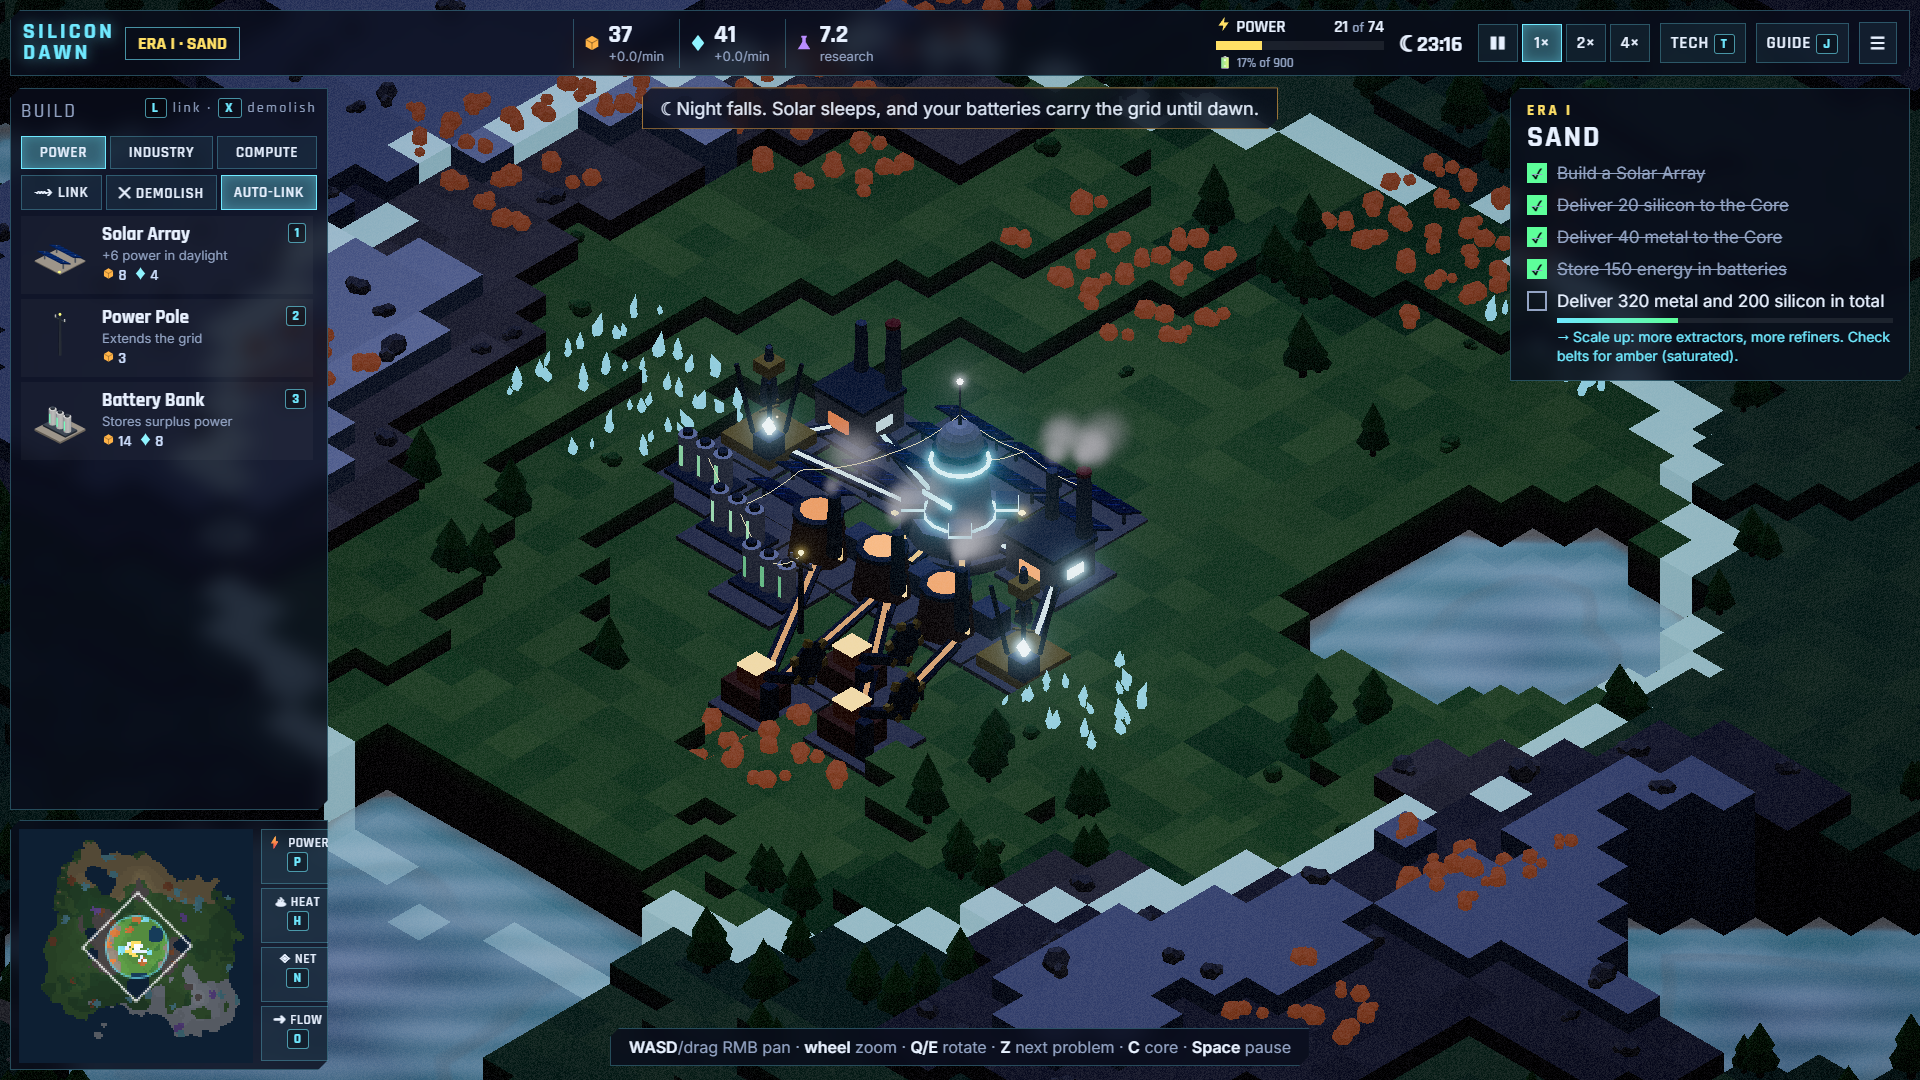 SILICON
DAWN
ERA I · SAND
37
+0.0/min
41
+0.0/min
7.2
research
POWER 21 of 74
17% of 900
23:16
1×
2×
4×
TECH T
GUIDE J
BUILD
L link · X demolish
POWER
INDUSTRY
COMPUTE
LINK
DEMOLISH
AUTO-LINK
Solar Array 1
+6 power in daylight
8 4
Power Pole 2
Extends the grid
3
Battery Bank 3
Stores surplus power
14 8
Night falls. Solar sleeps, and your batteries carry the grid until dawn.
ERA I
SAND
Build a Solar Array
Deliver 20 silicon to the Core
Deliver 40 metal to the Core
Store 150 energy in batteries
Deliver 320 metal and 200 silicon in total
→ Scale up: more extractors, more refiners. Check
belts for amber (saturated).
POWER
P
HEAT
H
NET
N
FLOW
O
WASD/drag RMB pan · wheel zoom · Q/E rotate · Z next problem · C core · Space pause